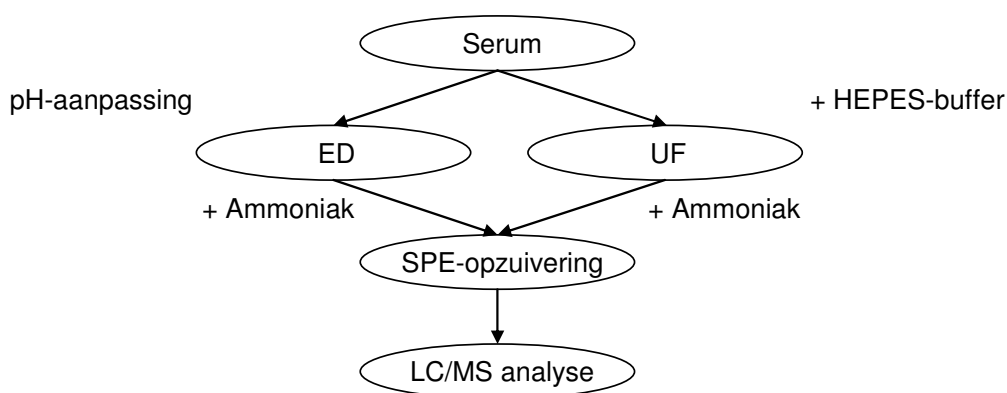 Serum
pH-aanpassing
+ HEPES-buffer
ED
UF
+ Ammoniak
+ Ammoniak
SPE-opzuivering
LC/MS analyse